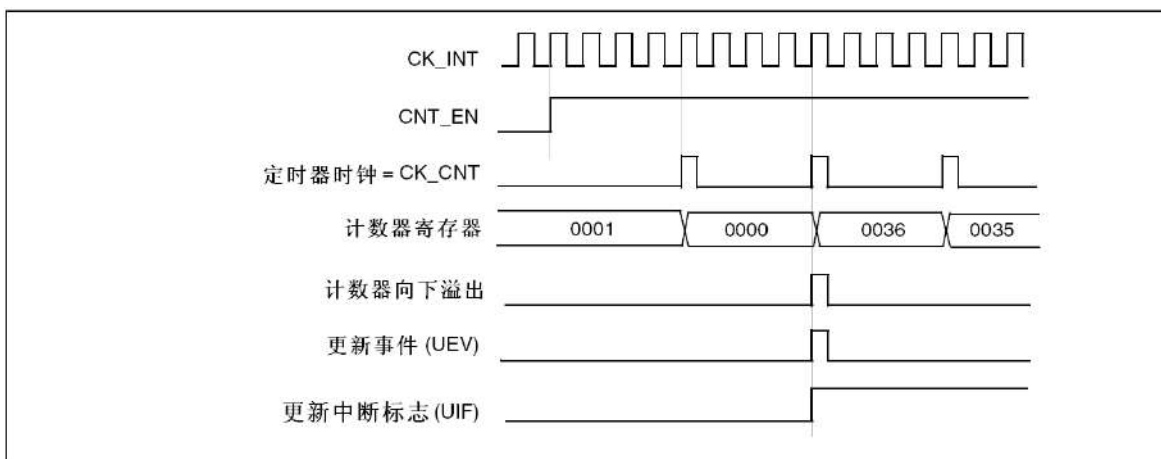 CK_INT
CNT_EN
定时器时钟 = CK_CNT
计数器寄存器 0001 0000 0036 0035
计数器向下溢出
更新事件 (UEV)
更新中断标志 (UIF)